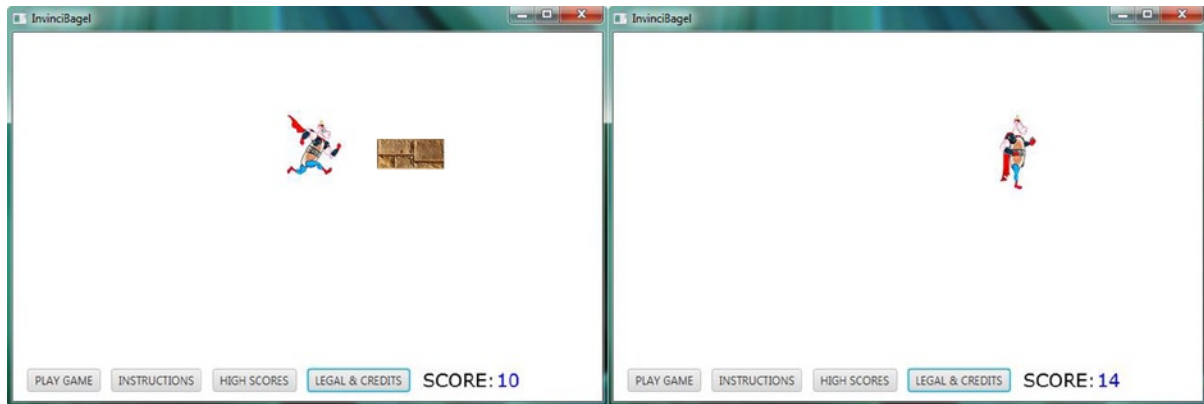 InvinciBagel
PLAY GAME INSTRUCTIONS HIGH SCORES LEGAL & CREDITS SCORE: 10
InvinciBagel
PLAY GAME INSTRUCTIONS HIGH SCORES LEGAL & CREDITS SCORE: 14